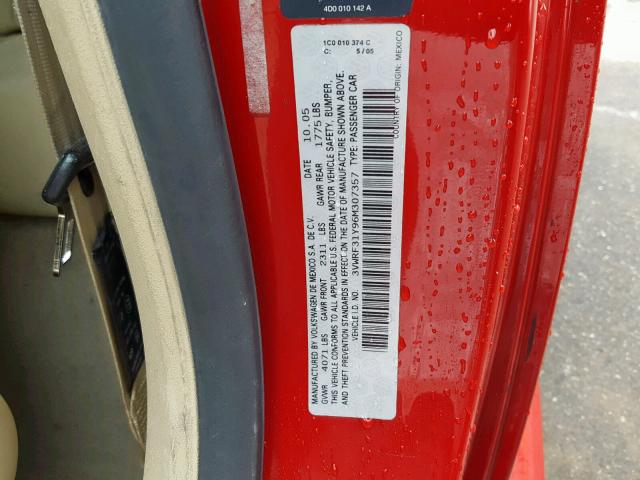 4D0 010 142 A
1C0 010 374 C
C: 5/05
MANUFACTURED BY VOLKSWAGEN DE MEXICO S.A. DE C.V. DATE 10.05
GVWR 4071 LBS GAWR FRONT 2311 LBS GAWR REAR 1775 LBS
THIS VEHICLE CONFORMS TO ALL APPLICABLE U.S. FEDERAL MOTOR VEHICLE SAFETY, BUMPER,
AND THEFT PREVENTION STANDARDS IN EFFECT ON THE DATE OF MANUFACTURE SHOWN ABOVE.
VEHICLE I.D. NO. 3VWRF31Y96M307357 TYPE: PASSENGER CAR
COUNTRY OF ORIGIN: MEXICO